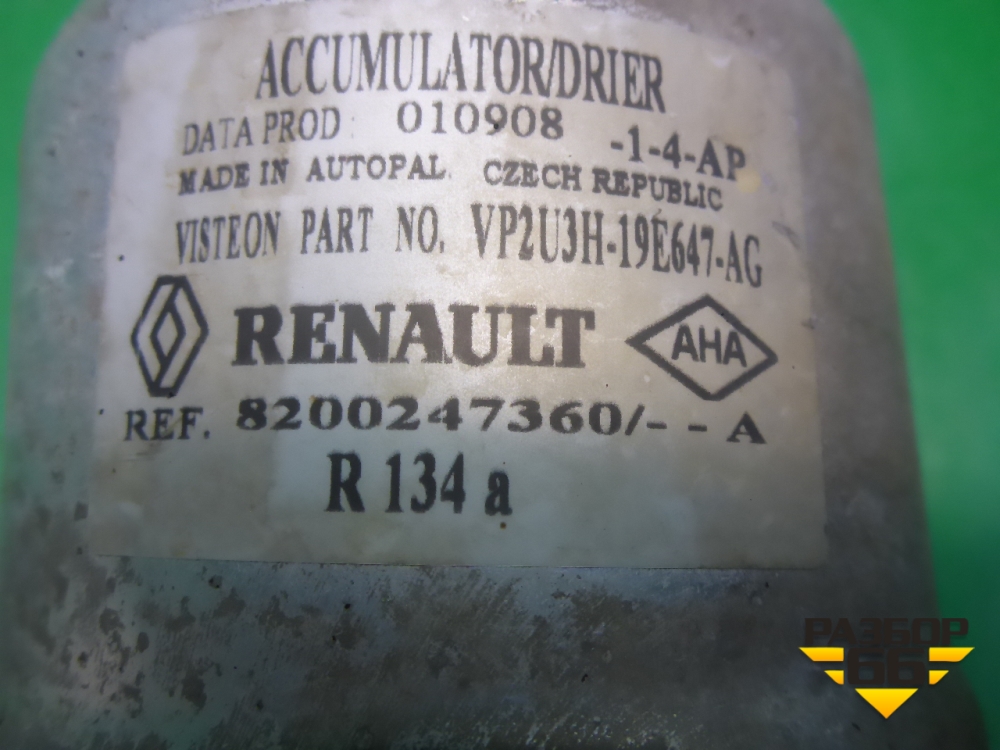 ACCUMULATOR/DRIER
DATA PROD 010908 -1-4-AP
MADE IN AUTOPAL CZECH REPUBLIC
VISTEON PART NO. VP2U3H-19E647-AG
RENAULT AHA
REF. 8200247360/- - A
R 134 a
РАЗБОР
66